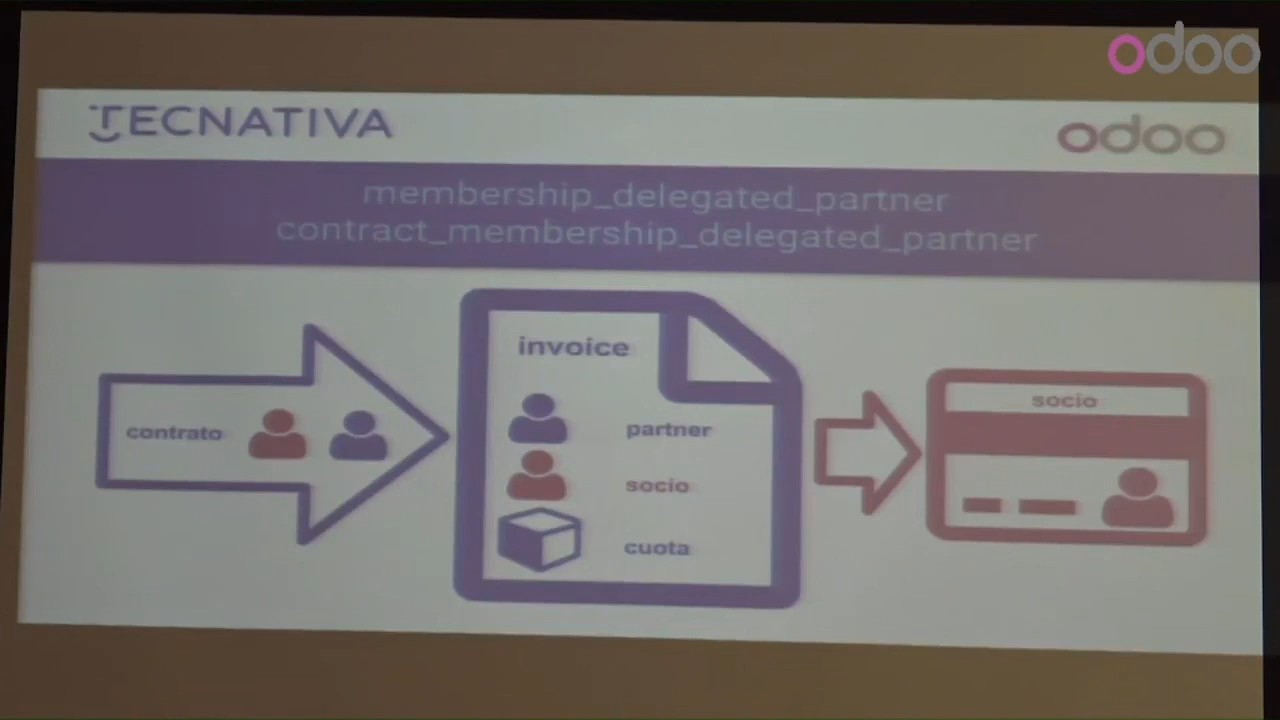 odoo
TECNATIVA
odoo
membership_delegated_partner
contract_membership_delegated_partner
invoice
contrato
partner
socio
cuota
socio